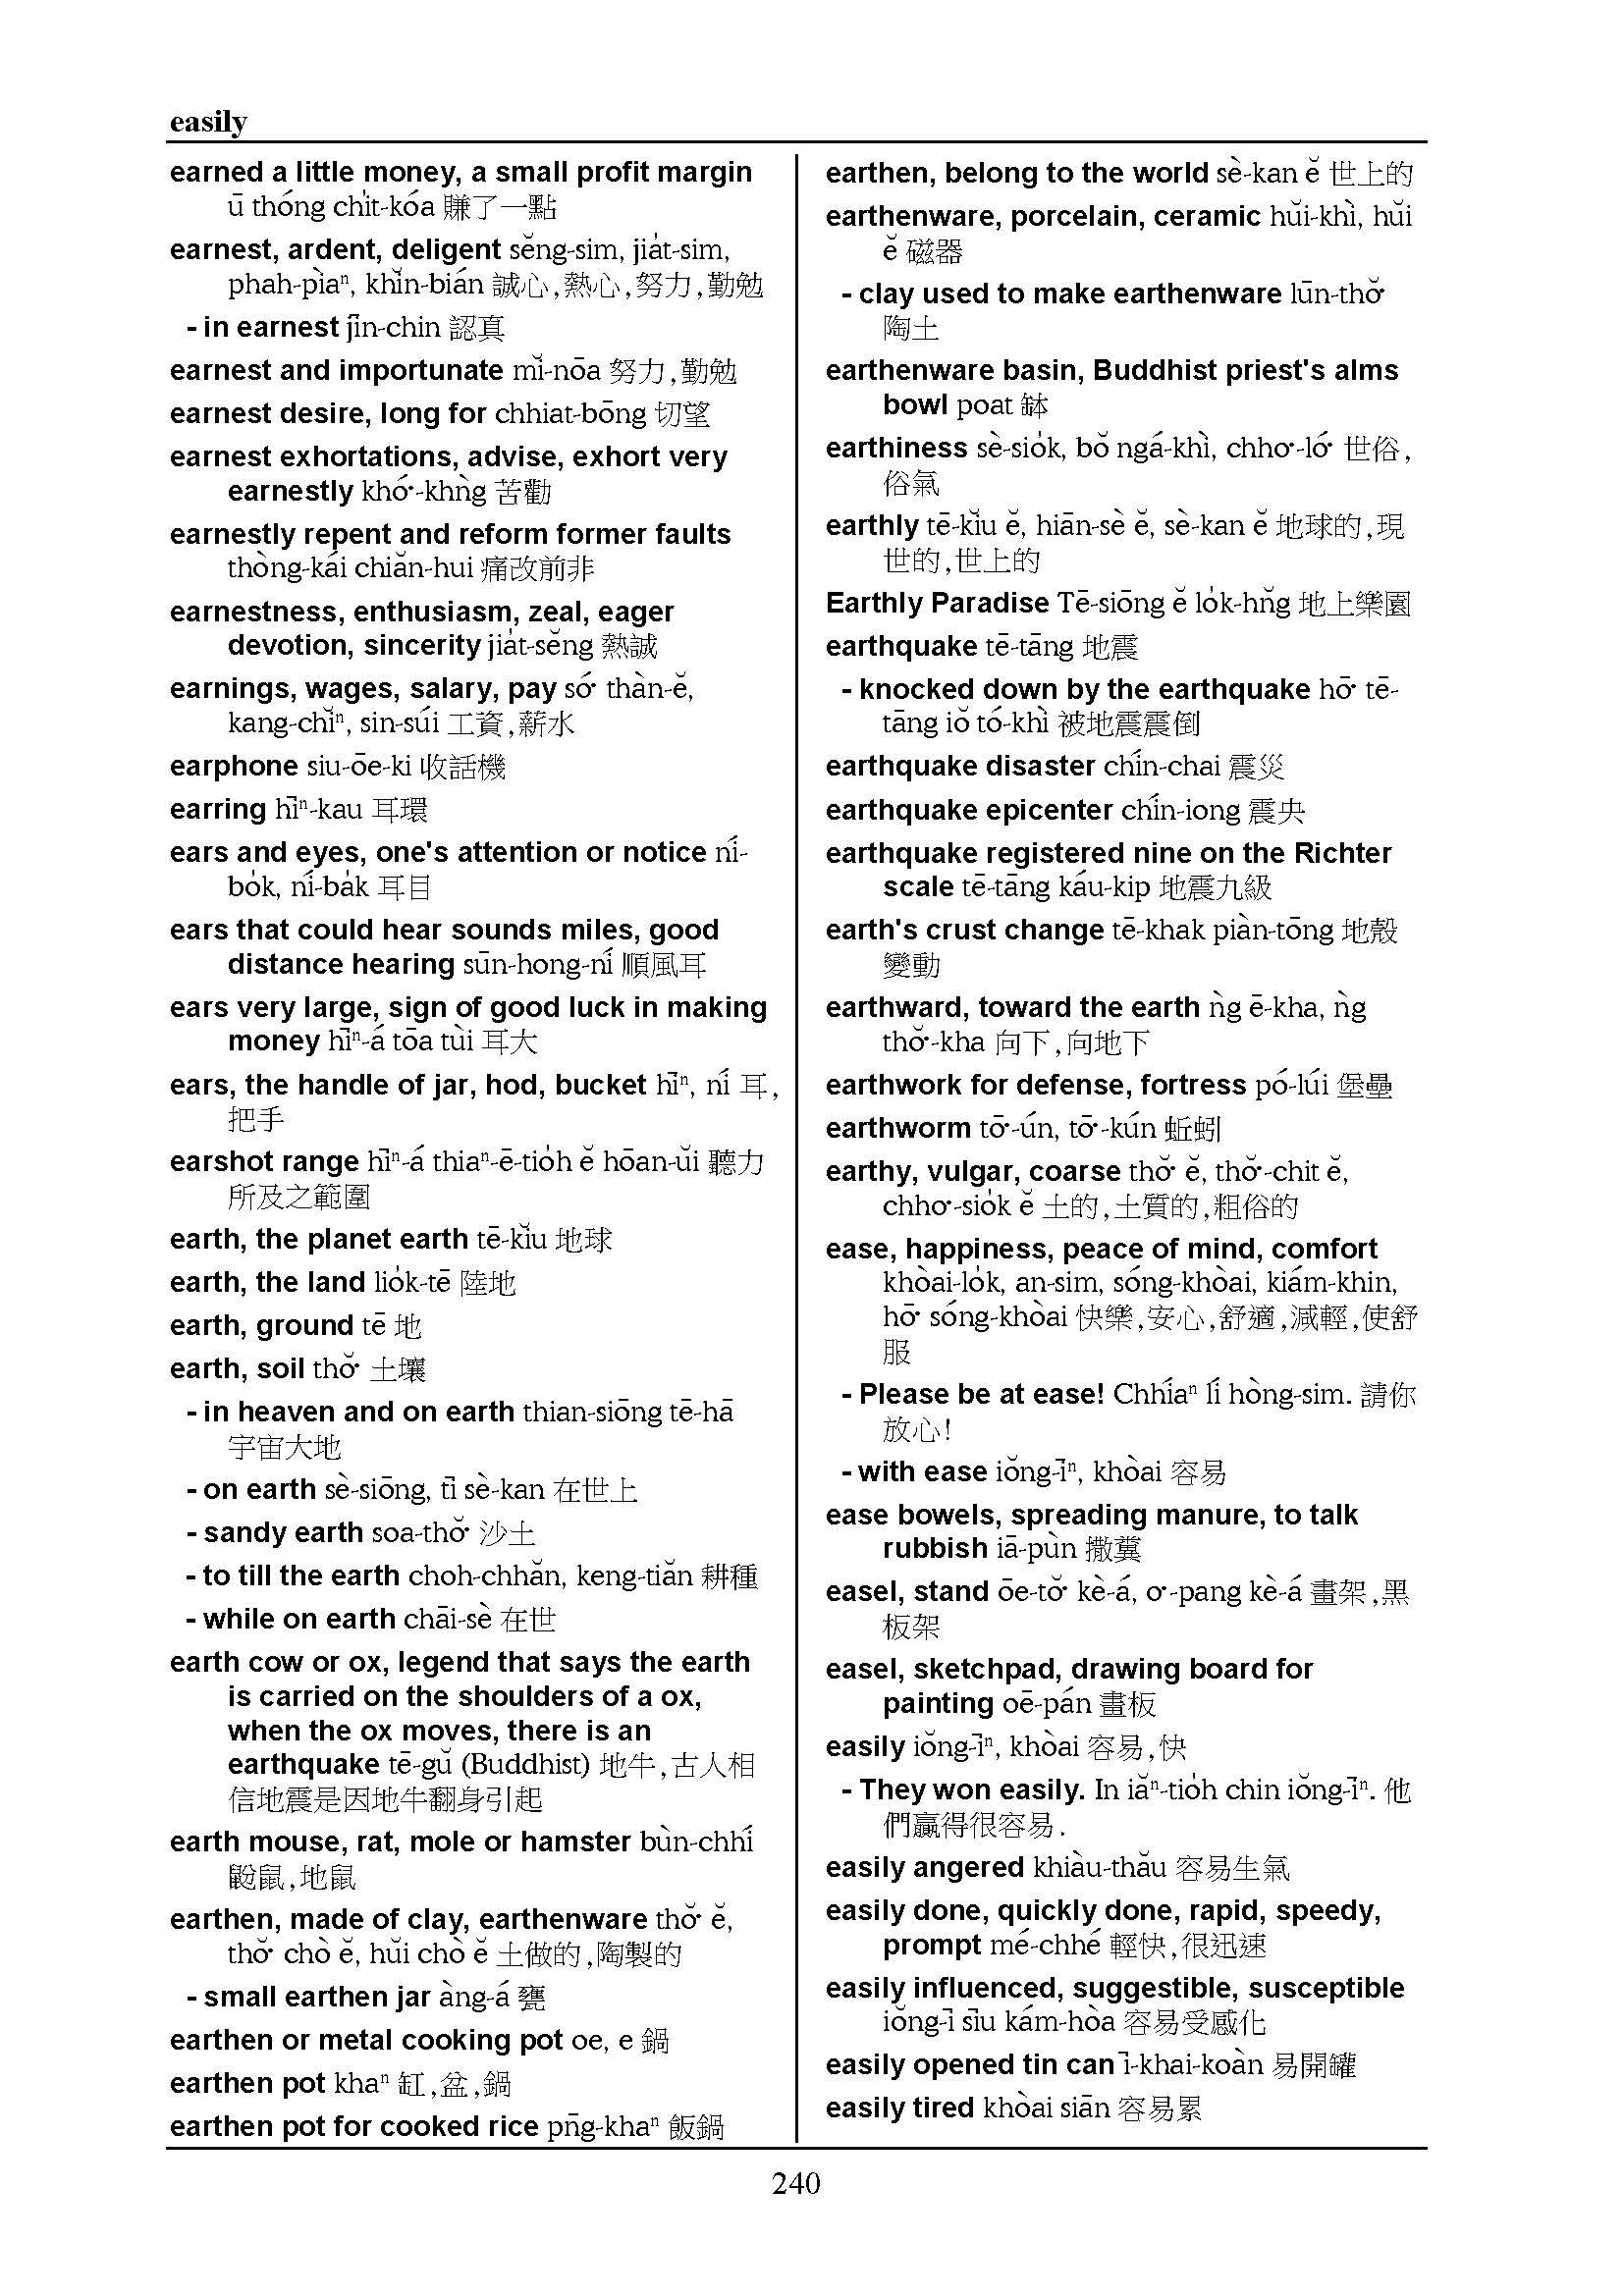 easily
earned a little money, a small profit margin
ū thóng chi̍t-kóa 賺了一點
earnest, ardent, deligent sĕng-sim, jia̍t-sim,
phah-pìaⁿ, khĭn-bián 誠心,熱心,努力,勤勉
- in earnest jīn-chin 認真
earnest and importunate mĭ-nōa 努力,勤勉
earnest desire, long for chhiat-bōng 切望
earnest exhortations, advise, exhort very
earnestly khó͘-khǹg 苦勸
earnestly repent and reform former faults
thòng-kái chiăn-hui 痛改前非
earnestness, enthusiasm, zeal, eager
devotion, sincerity jia̍t-sĕng 熱誠
earnings, wages, salary, pay só͘ thàn-ĕ,
kang-chĭⁿ, sin-súi 工資,薪水
earphone siu-ōe-ki 收話機
earring hīⁿ-kau 耳環
ears and eyes, one's attention or notice ní-
bo̍k, ní-ba̍k 耳目
ears that could hear sounds miles, good
distance hearing sūn-hong-ní 順風耳
ears very large, sign of good luck in making
money hīⁿ-á tōa tùi 耳大
ears, the handle of jar, hod, bucket hīⁿ, ní 耳,
把手
earshot range hīⁿ-á thiaⁿ-ē-tio̍h ĕ hōan-ŭi 聽力
所及之範圍
earth, the planet earth tē-kĭu 地球
earth, the land lio̍k-tē 陸地
earth, ground tē 地
earth, soil thŏ͘ 土壤
- in heaven and on earth thian-siōng tē-hā
宇宙大地
- on earth sè-siōng, tī sè-kan 在世上
- sandy earth soa-thŏ͘ 沙土
- to till the earth choh-chhăn, keng-tiăn 耕種
- while on earth chāi-sè 在世
earth cow or ox, legend that says the earth
is carried on the shoulders of a ox,
when the ox moves, there is an
earthquake tē-gŭ (Buddhist) 地牛,古人相
信地震是因地牛翻身引起
earth mouse, rat, mole or hamster bùn-chhí
鼢鼠,地鼠
earthen, made of clay, earthenware thŏ͘ ĕ,
thŏ͘ chò ĕ, hŭi chò ĕ 土做的,陶製的
- small earthen jar àng-á 甕
earthen or metal cooking pot oe, e 鍋
earthen pot khaⁿ 缸,盆,鍋
earthen pot for cooked rice pn̄g-khaⁿ 飯鍋
earthen, belong to the world sè-kan ĕ 世上的
earthenware, porcelain, ceramic hŭi-khì, hŭi
ĕ 磁器
- clay used to make earthenware lūn-thŏ͘
陶土
earthenware basin, Buddhist priest's alms
bowl poat 缽
earthiness sè-sio̍k, bŏ ngá-khì, chho͘-ló͘ 世俗,
俗氣
earthly tē-kĭu ĕ, hiān-sè ĕ, sè-kan ĕ 地球的,現
世的,世上的
Earthly Paradise Tē-siōng ĕ lo̍k-hn̆g 地上樂園
earthquake tē-tāng 地震
- knocked down by the earthquake hō͘ tē-
tāng iŏ tó-khì 被地震震倒
earthquake disaster chín-chai 震災
earthquake epicenter chín-iong 震央
earthquake registered nine on the Richter
scale tē-tāng káu-kip 地震九級
earth's crust change tē-khak piàn-tōng 地殼
變動
earthward, toward the earth ǹg ē-kha, ǹg
thŏ͘-kha 向下,向地下
earthwork for defense, fortress pó-lúi 堡壘
earthworm tō͘-ún, tō͘-kún 蚯蚓
earthy, vulgar, coarse thŏ͘ ĕ, thŏ͘-chit ĕ,
chho͘-sio̍k ĕ 土的,土質的,粗俗的
ease, happiness, peace of mind, comfort
khòai-lo̍k, an-sim, sóng-khòai, kiám-khin,
hō͘ sóng-khòai 快樂,安心,舒適,減輕,使舒
服
- Please be at ease! Chhíaⁿ lí hòng-sim. 請你
放心!
- with ease iŏng-īⁿ, khòai 容易
ease bowels, spreading manure, to talk
rubbish iā-pùn 撒糞
easel, stand ōe-tŏ͘ kè-á, o͘-pang kè-á 畫架,黑
板架
easel, sketchpad, drawing board for
painting oē-pán 畫板
easily iŏng-īⁿ, khòai 容易,快
- They won easily. In iăⁿ-tio̍h chin iŏng-īⁿ. 他
們贏得很容易.
easily angered khiàu-thău 容易生氣
easily done, quickly done, rapid, speedy,
prompt mé-chhé 輕快,很迅速
easily influenced, suggestible, susceptible
iŏng-ī sīu kám-hòa 容易受感化
easily opened tin can ī-khai-koàn 易開罐
easily tired khòai siān 容易累
240